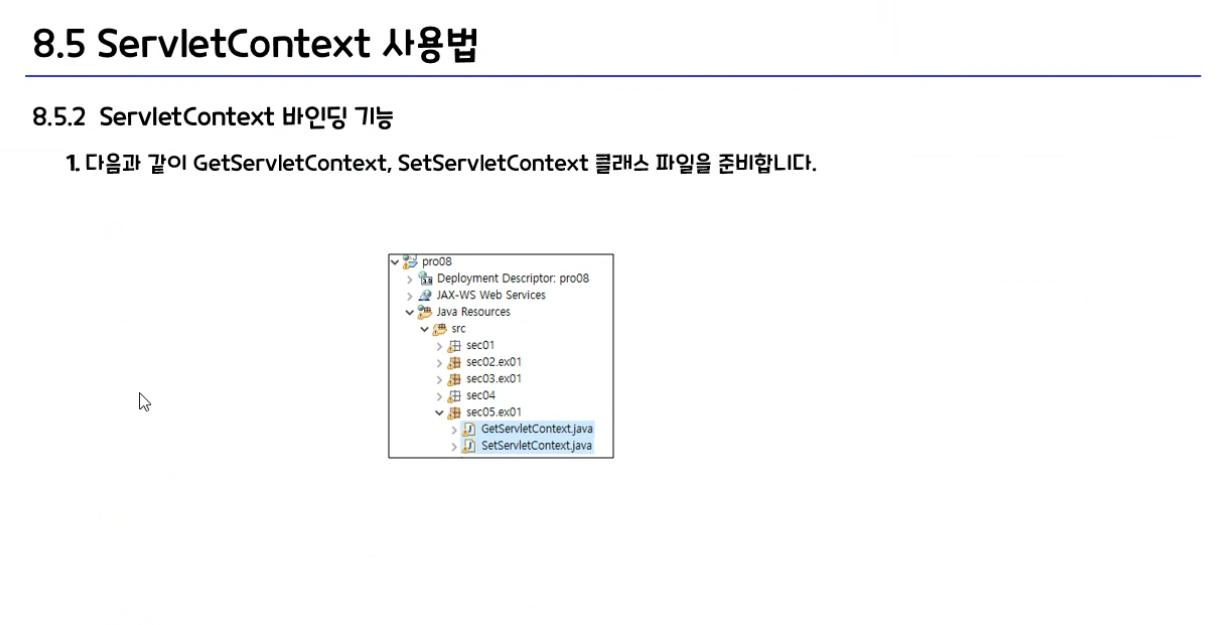 8.5 ServletContext 사용법
8.5.2 ServletContext 바인딩 기능
1. 다음과 같이 GetServletContext, SetServletContext 클래스 파일을 준비합니다.
pro08
Deployment Descriptor: pro08
JAX-WS Web Services
Java Resources
src
sec01
sec02.ex01
sec03.ex01
sec04
sec05.ex01
GetServletContext.java
SetServletContext.java